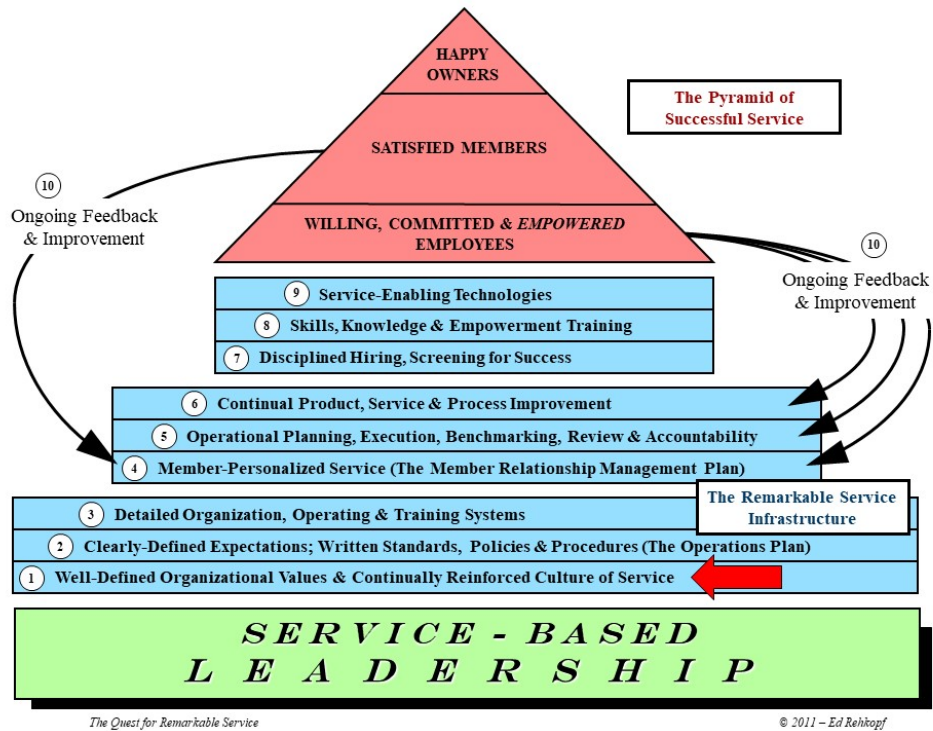 HAPPY
OWNERS
The Pyramid of
Successful Service
SATISFIED MEMBERS
10
Ongoing Feedback
& Improvement
WILLING, COMMITTED & EMPOWERED
EMPLOYEES
10
Ongoing Feedback
& Improvement
9 Service-Enabling Technologies
8 Skills, Knowledge & Empowerment Training
7 Disciplined Hiring, Screening for Success
6 Continual Product, Service & Process Improvement
5 Operational Planning, Execution, Benchmarking, Review & Accountability
4 Member-Personalized Service (The Member Relationship Management Plan)
The Remarkable Service
Infrastructure
3 Detailed Organization, Operating & Training Systems
2 Clearly-Defined Expectations; Written Standards, Policies & Procedures (The Operations Plan)
1 Well-Defined Organizational Values & Continually Reinforced Culture of Service
SERVICE - BASED
LEADERSHIP
The Quest for Remarkable Service
© 2011 – Ed Rehkopf